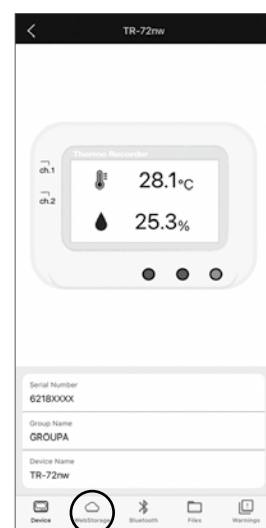 TR-72nw
Thermo Recorder
ch.1
28.1°C
ch.2
25.3%
Serial Number
6218XXXX
Group Name
GROUPA
Device Name
TR-72nw
Device WebStorage Bluetooth Files Warnings